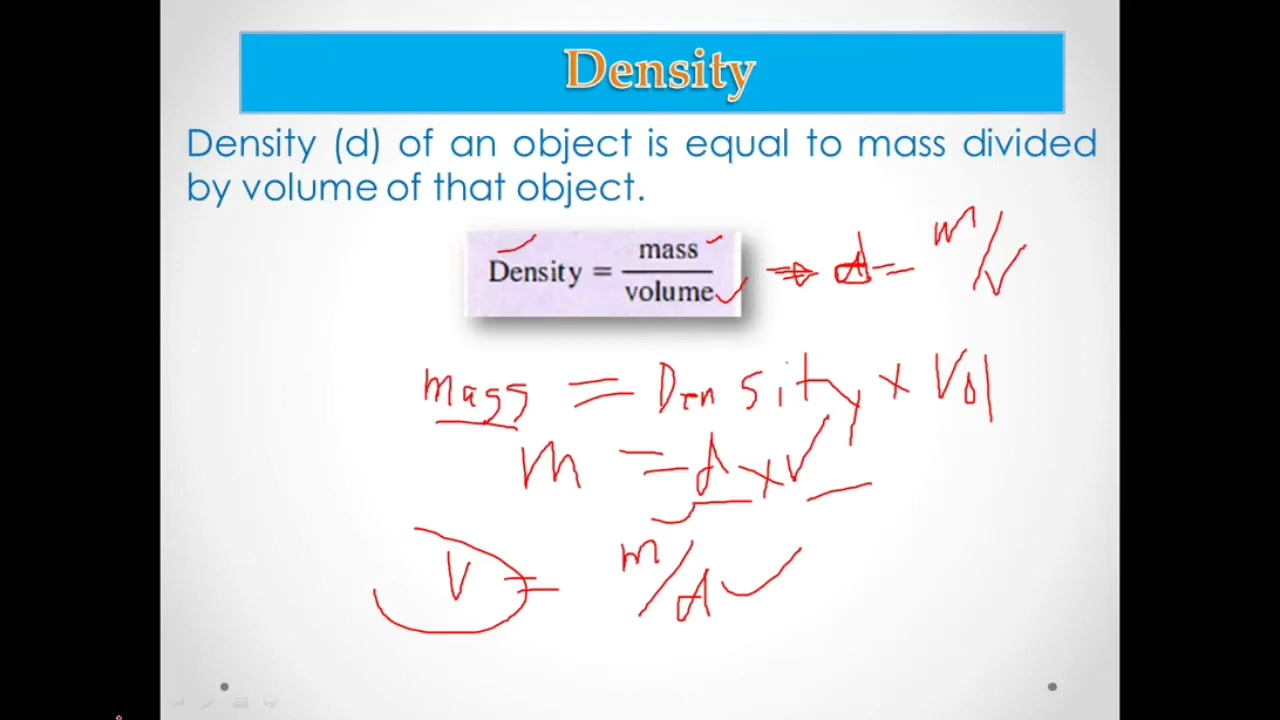 Density
Density (d) of an object is equal to mass divided
by volume of that object.
Density = mass / volume ⇒ d = m/v
mass = Density × Vol
m = d × v
V = m/d